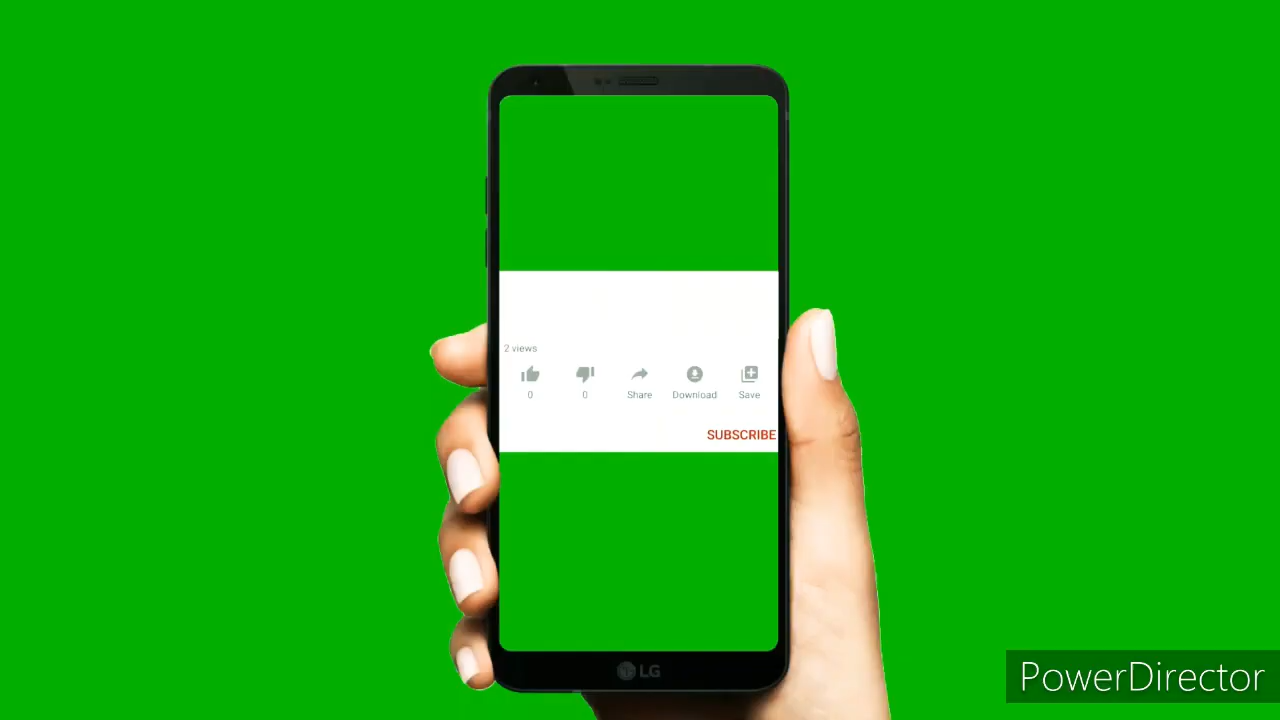 2 views
0 0 Share Download Save
SUBSCRIBE
LG
PowerDirector